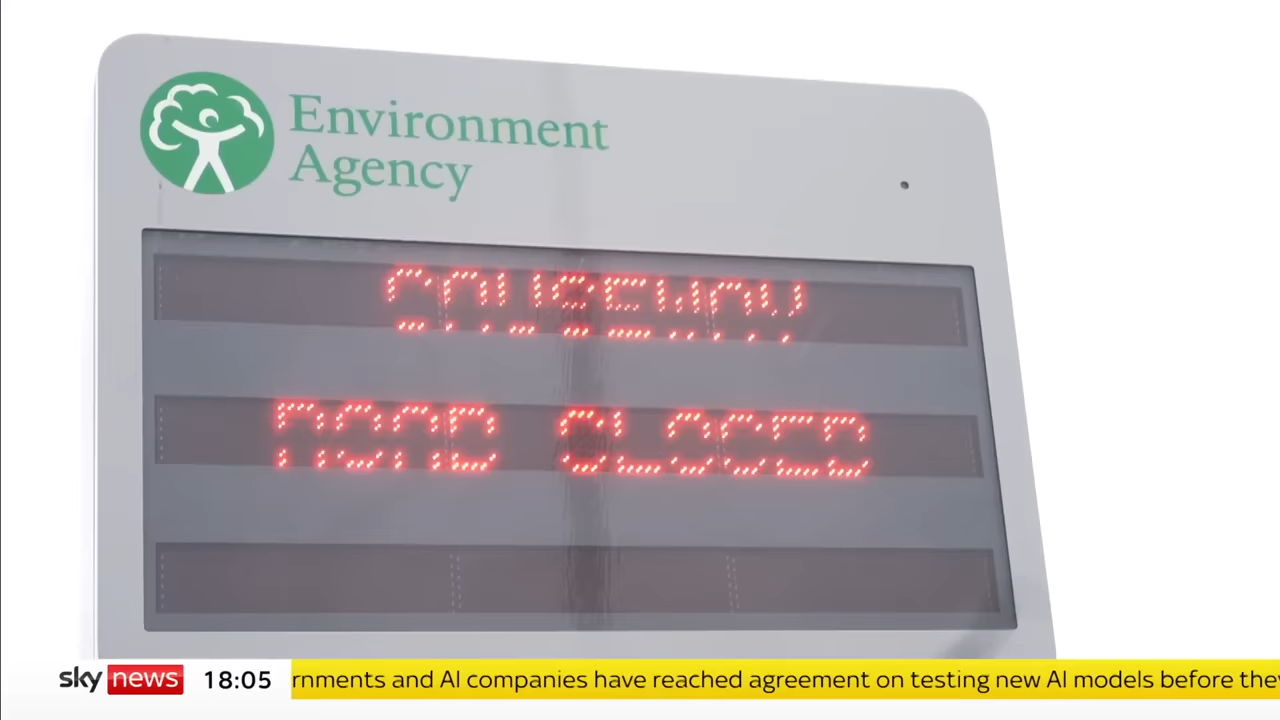 Environment
Agency
CAUSEWAY
ROAD CLOSED
sky news 18:05 rnments and AI companies have reached agreement on testing new AI models before they